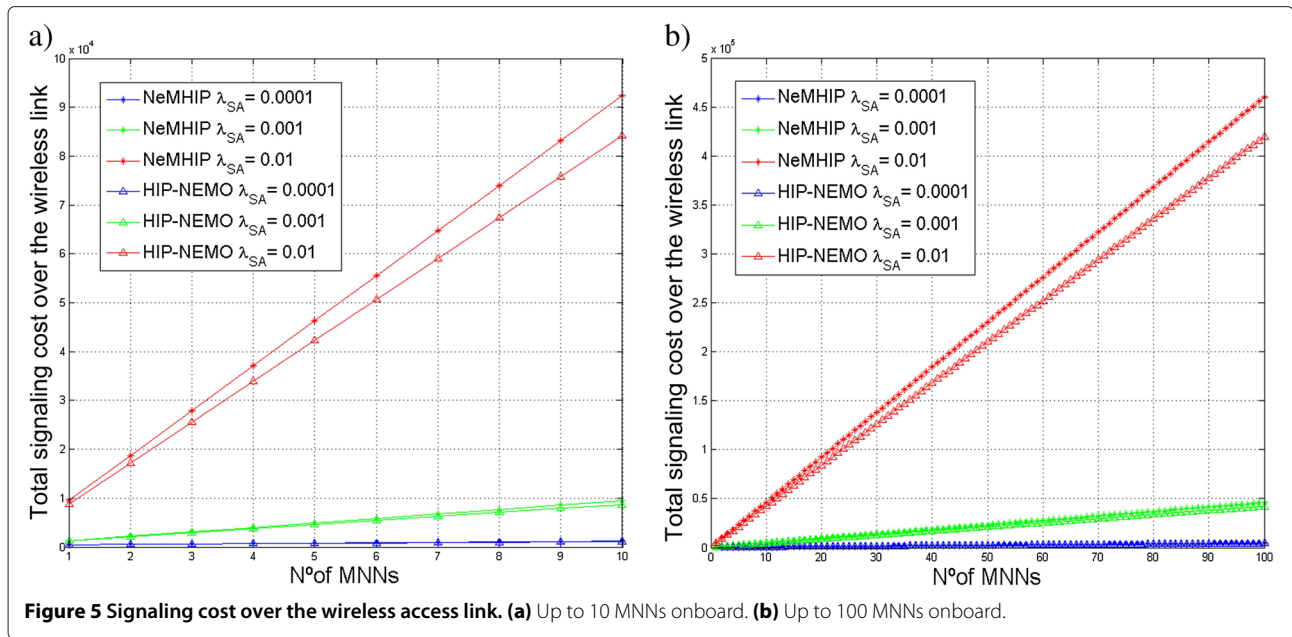 a)
× 10⁴
10
9
8
7
6
5
4
3
2
1
0
Total signaling cost over the wireless link
NeMHIP λSA = 0.0001
NeMHIP λSA = 0.001
NeMHIP λSA = 0.01
HIP-NEMO λSA = 0.0001
HIP-NEMO λSA = 0.001
HIP-NEMO λSA = 0.01
1 2 3 4 5 6 7 8 9 10
Nºof MNNs
b)
× 10⁵
5
4.5
4
3.5
3
2.5
2
1.5
1
0.5
0
Total signaling cost over the wireless link
NeMHIP λSA = 0.0001
NeMHIP λSA = 0.001
NeMHIP λSA = 0.01
HIP-NEMO λSA = 0.0001
HIP-NEMO λSA = 0.001
HIP-NEMO λSA = 0.01
0 10 20 30 40 50 60 70 80 90 100
Nºof MNNs
Figure 5 Signaling cost over the wireless access link. (a) Up to 10 MNNs onboard. (b) Up to 100 MNNs onboard.